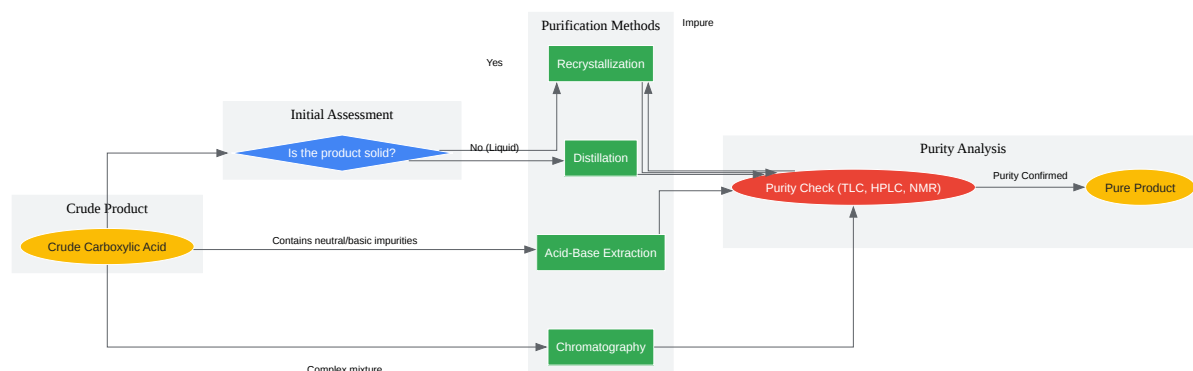 Purification Methods
Impure
Recrystallization
Yes
Initial Assessment
Is the product solid?
No (Liquid)
Distillation
Purity Analysis
Purity Check (TLC, HPLC, NMR)
Purity Confirmed
Pure Product
Crude Product
Crude Carboxylic Acid
Contains neutral/basic impurities
Acid-Base Extraction
Chromatography
Complex mixture